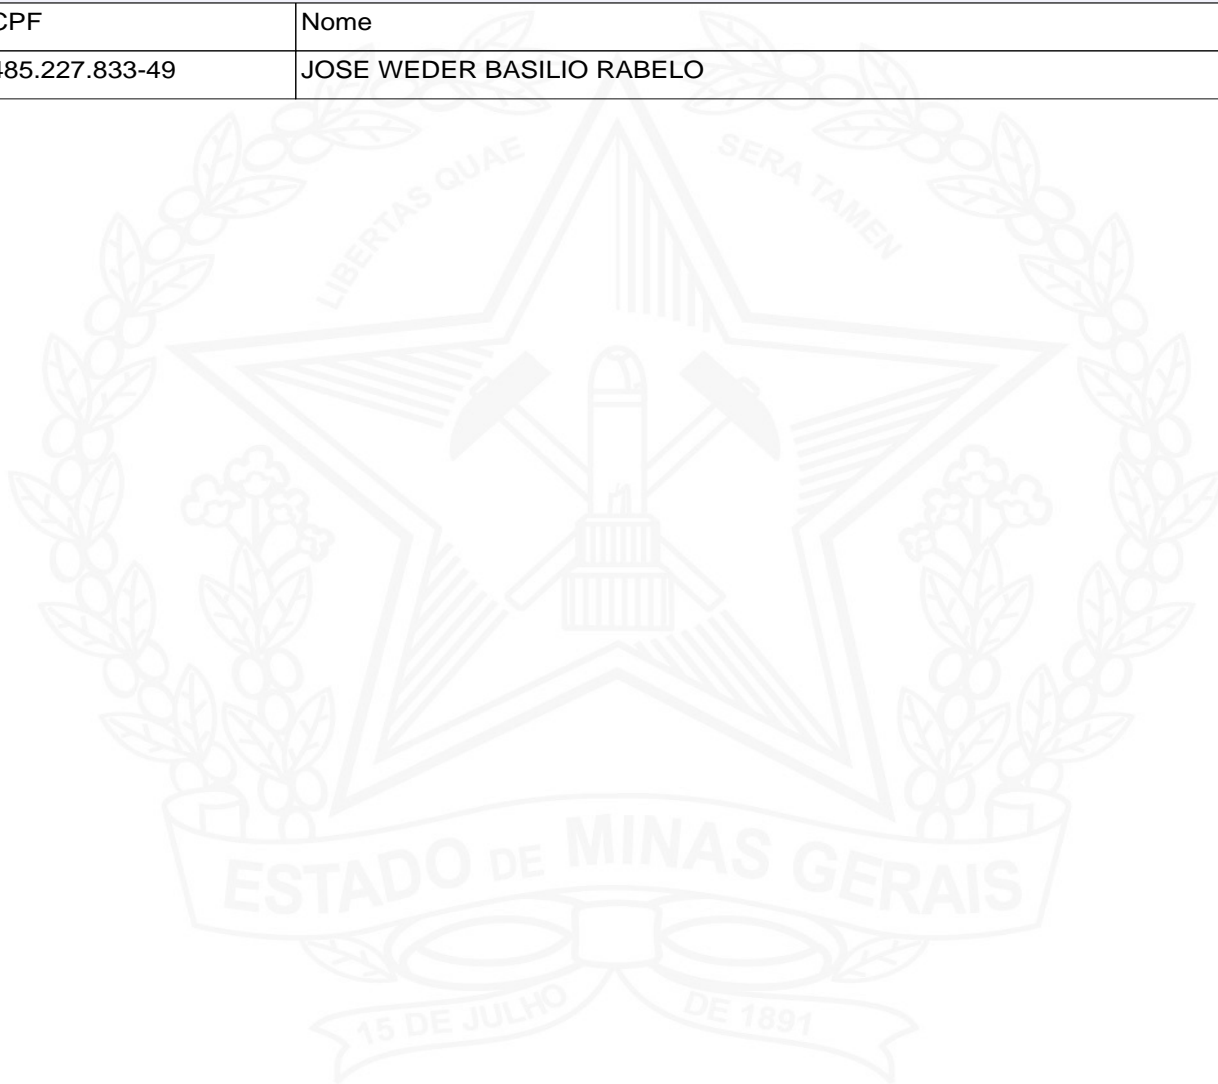 CPF Nome
485.227.833-49 JOSE WEDER BASILIO RABELO
LIBERTAS QUAE SERA TAMEN
ESTADO DE MINAS GERAIS
15 DE JULHO DE 1891